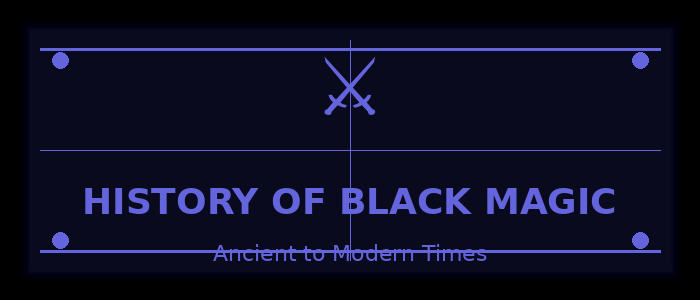 HISTORY OF BLACK MAGIC
Ancient to Modern Times